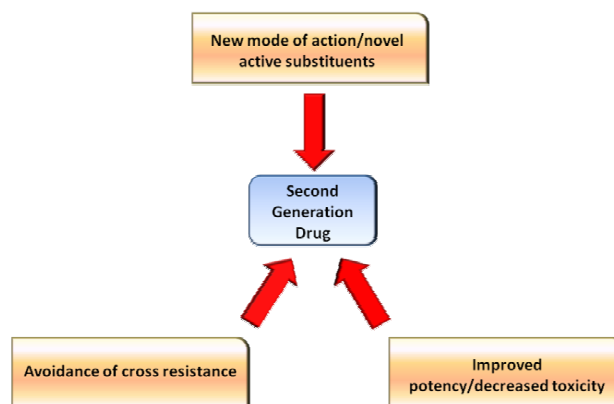 New mode of action/novel
active substituents
Second
Generation
Drug
Avoidance of cross resistance
Improved
potency/decreased toxicity